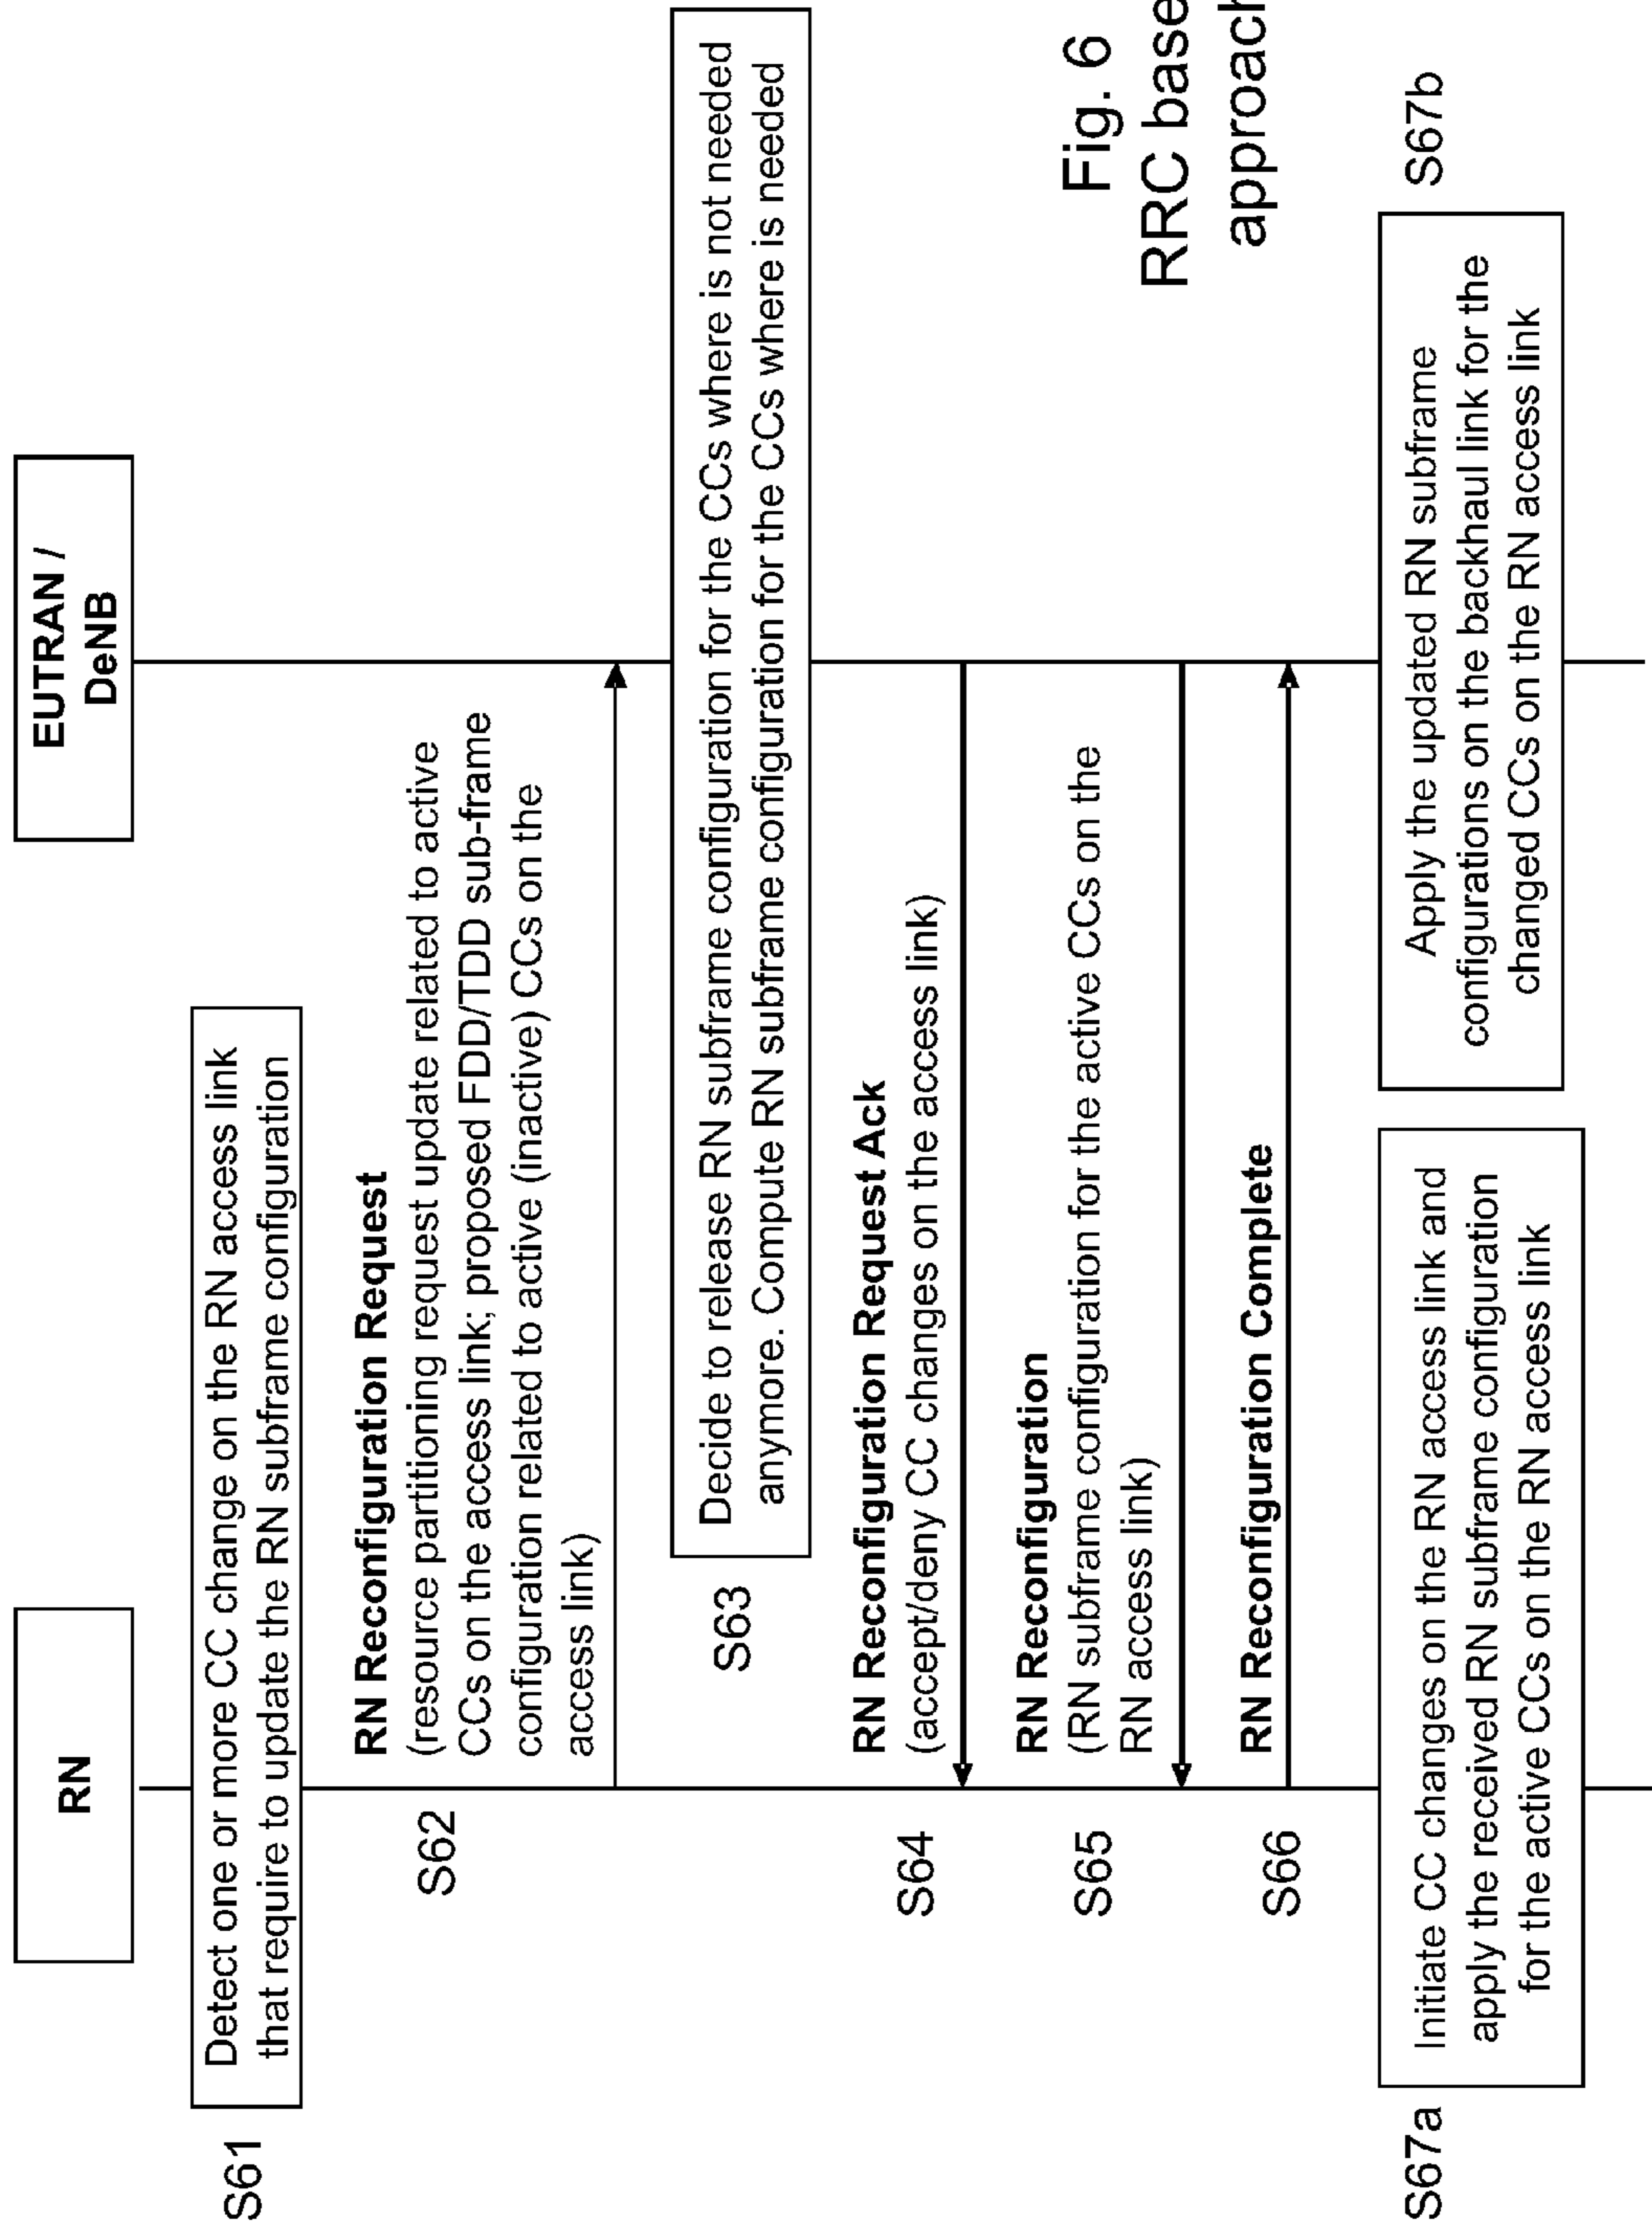 RN
EUTRAN /
DeNB
S61
Detect one or more CC change on the RN access link
that require to update the RN subframe configuration
S62
RN Reconfiguration Request
(resource partitioning request update related to active
CCs on the access link; proposed FDD/TDD sub-frame
configuration related to active (inactive) CCs on the
access link)
S63
Decide to release RN subframe configuration for the CCs where is not needed
anymore. Compute RN subframe configuration for the CCs where is needed
S64
RN Reconfiguration Request Ack
(accept/deny CC changes on the access link)
S65
RN Reconfiguration
(RN subframe configuration for the active CCs on the
RN access link)
S66
RN Reconfiguration Complete
S67a
Initiate CC changes on the RN access link and
apply the received RN subframe configuration
for the active CCs on the RN access link
Apply the updated RN subframe
configurations on the backhaul link for the
changed CCs on the RN access link
S67b
Fig. 6
RRC base
approach